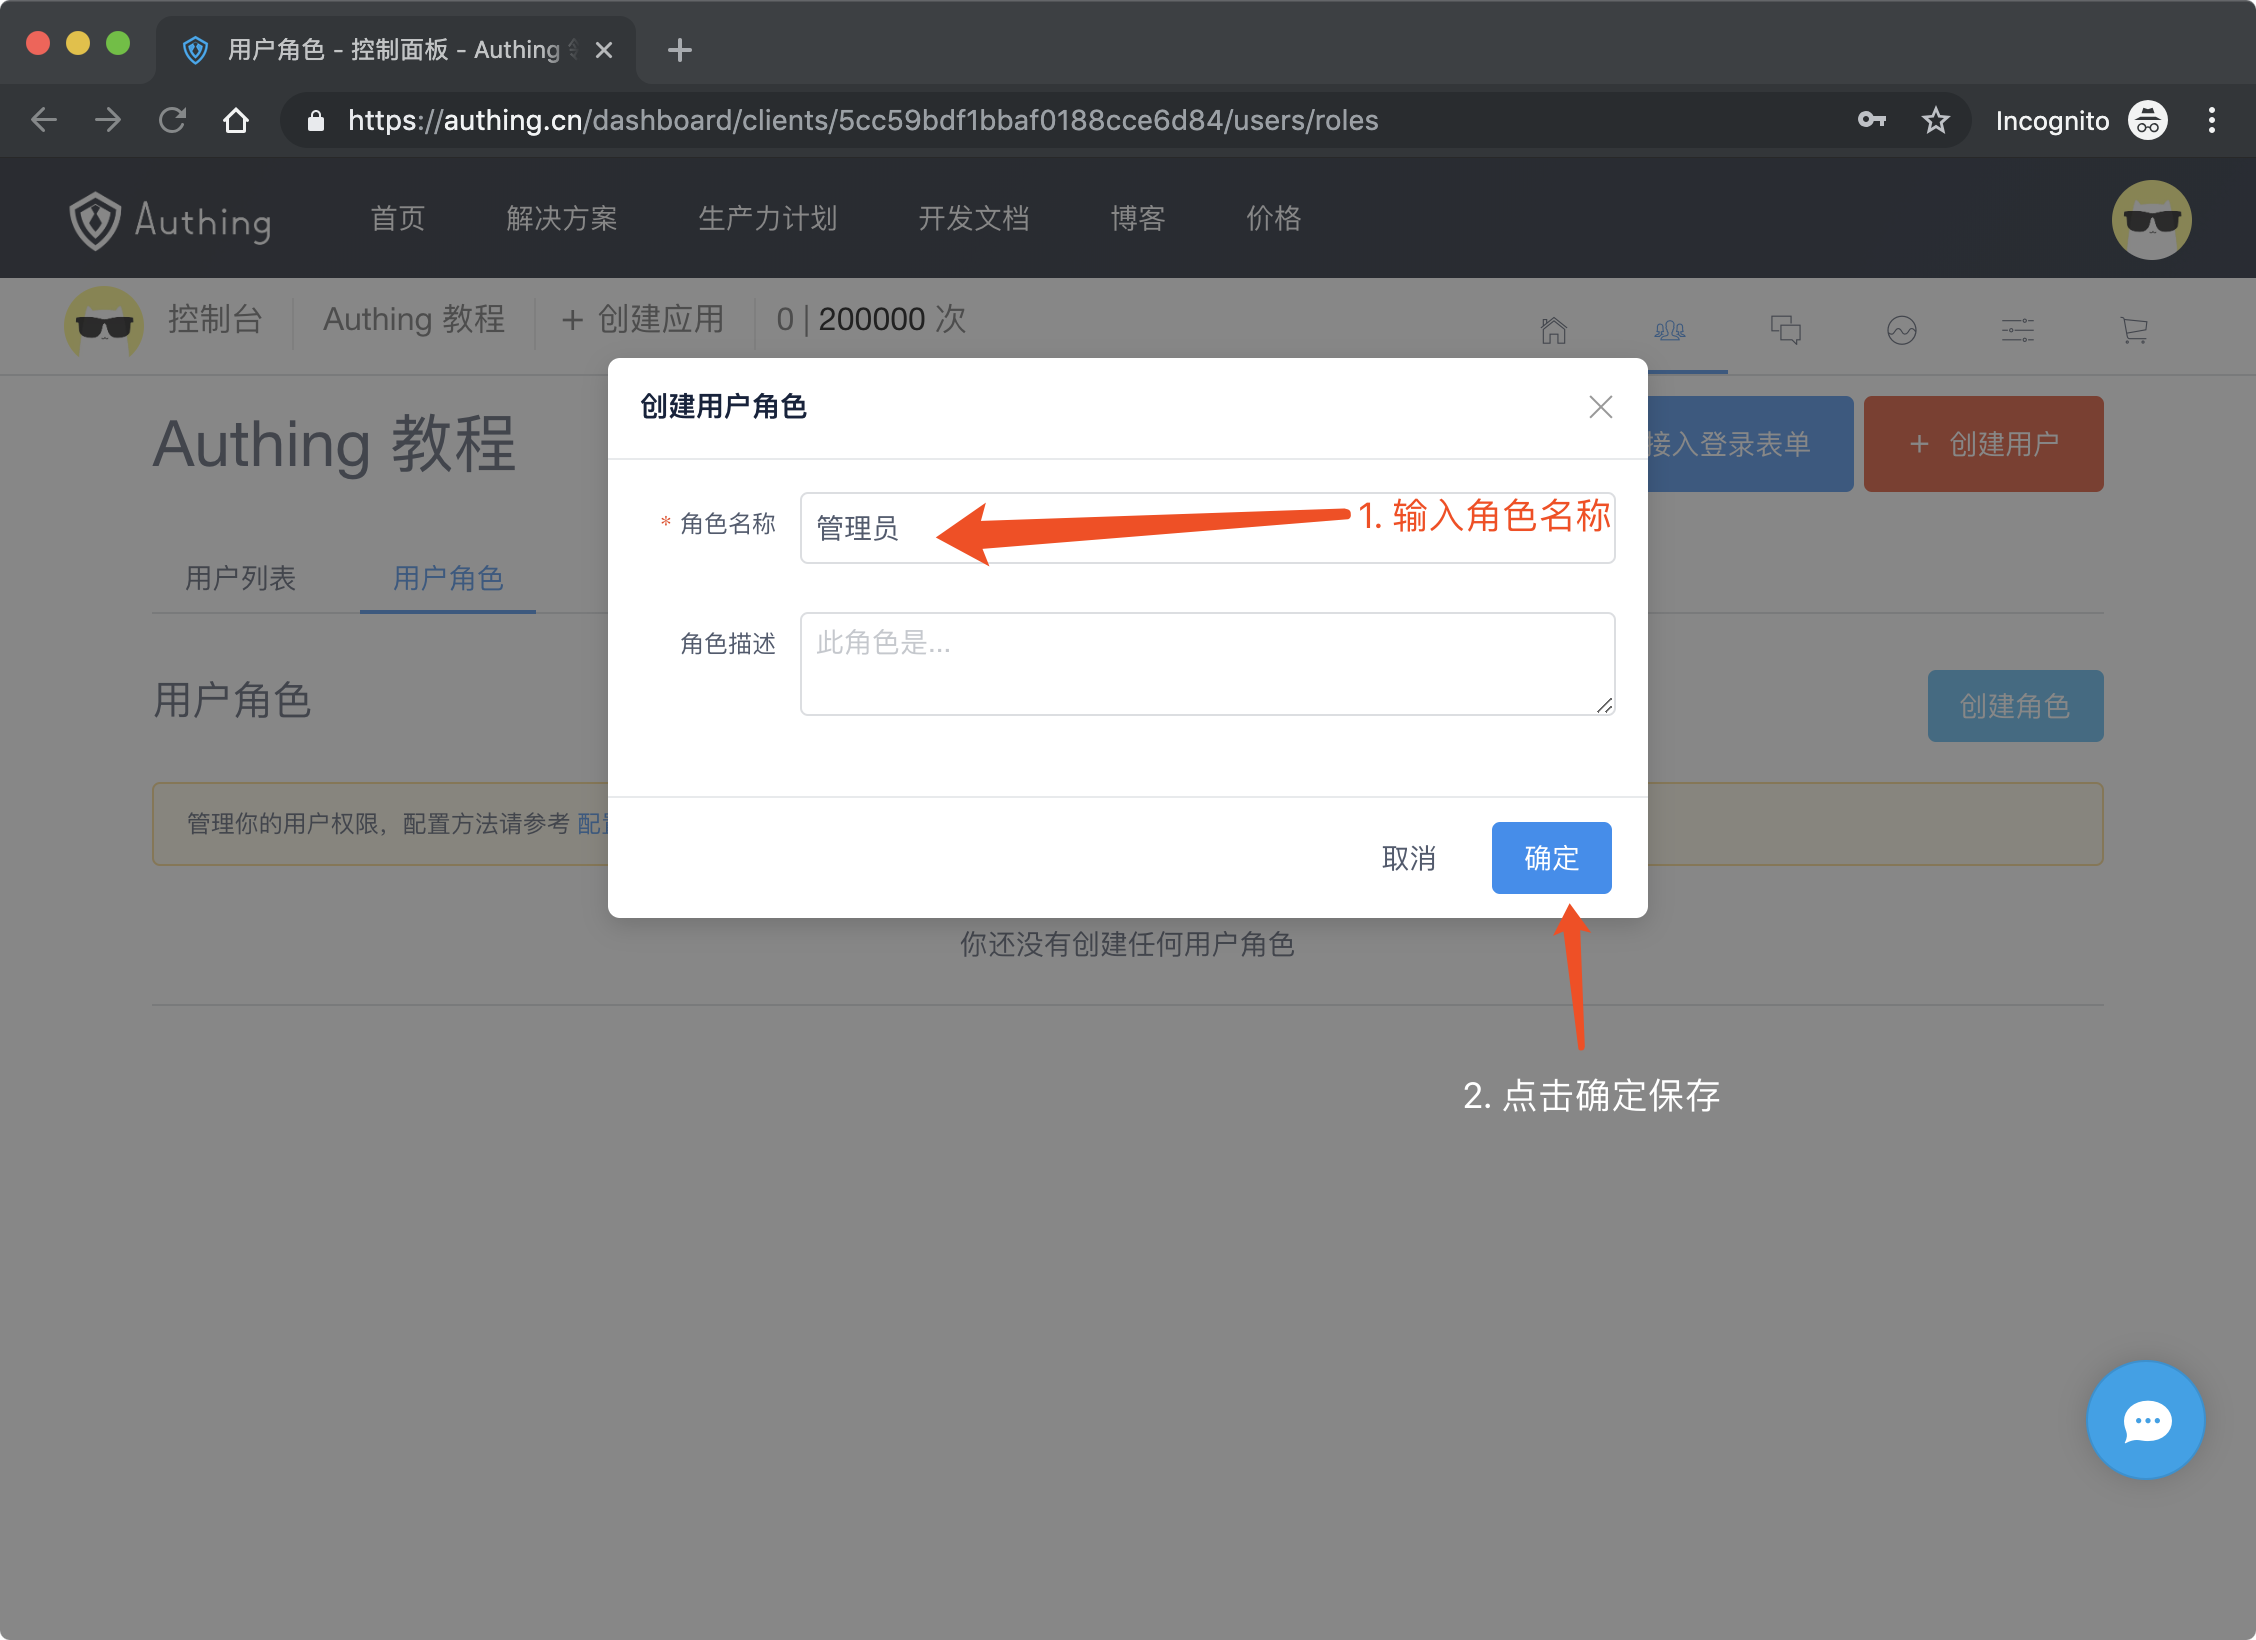 用户角色 - 控制面板 - Authing
https://authing.cn/dashboard/clients/5cc59bdf1bbaf0188cce6d84/users/roles
Incognito
Authing
首页
解决方案
生产力计划
开发文档
博客
价格
控制台
Authing 教程
+ 创建应用
0 | 200000 次
Authing 教程
接入登录表单
+ 创建用户
创建用户角色
* 角色名称
管理员
1. 输入角色名称
用户列表
用户角色
角色描述
此角色是...
用户角色
创建角色
管理你的用户权限，配置方法请参考 配
取消
确定
你还没有创建任何用户角色
2. 点击确定保存